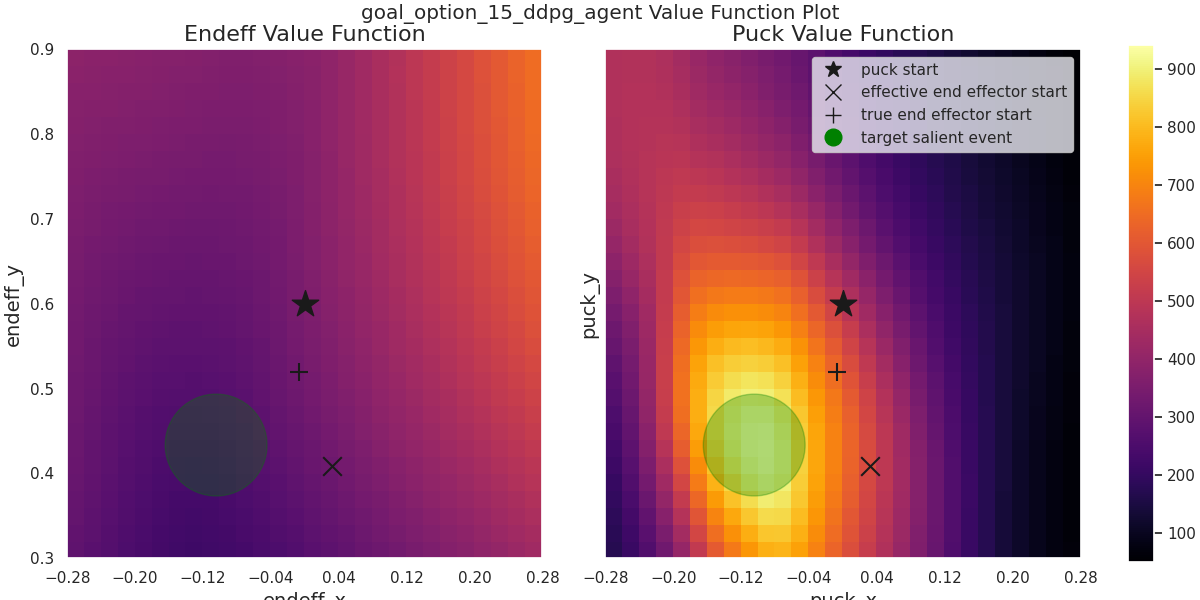 goal_option_15_ddpg_agent Value Function Plot
Endeff Value Function
Puck Value Function
endeff_y
0.9
0.8
0.7
0.6
0.5
0.4
0.3
−0.28 −0.20 −0.12 −0.04 0.04 0.12 0.20 0.28
endeff_x
puck_y
puck start
effective end effector start
true end effector start
target salient event
−0.28 −0.20 −0.12 −0.04 0.04 0.12 0.20 0.28
puck_x
900
800
700
600
500
400
300
200
100